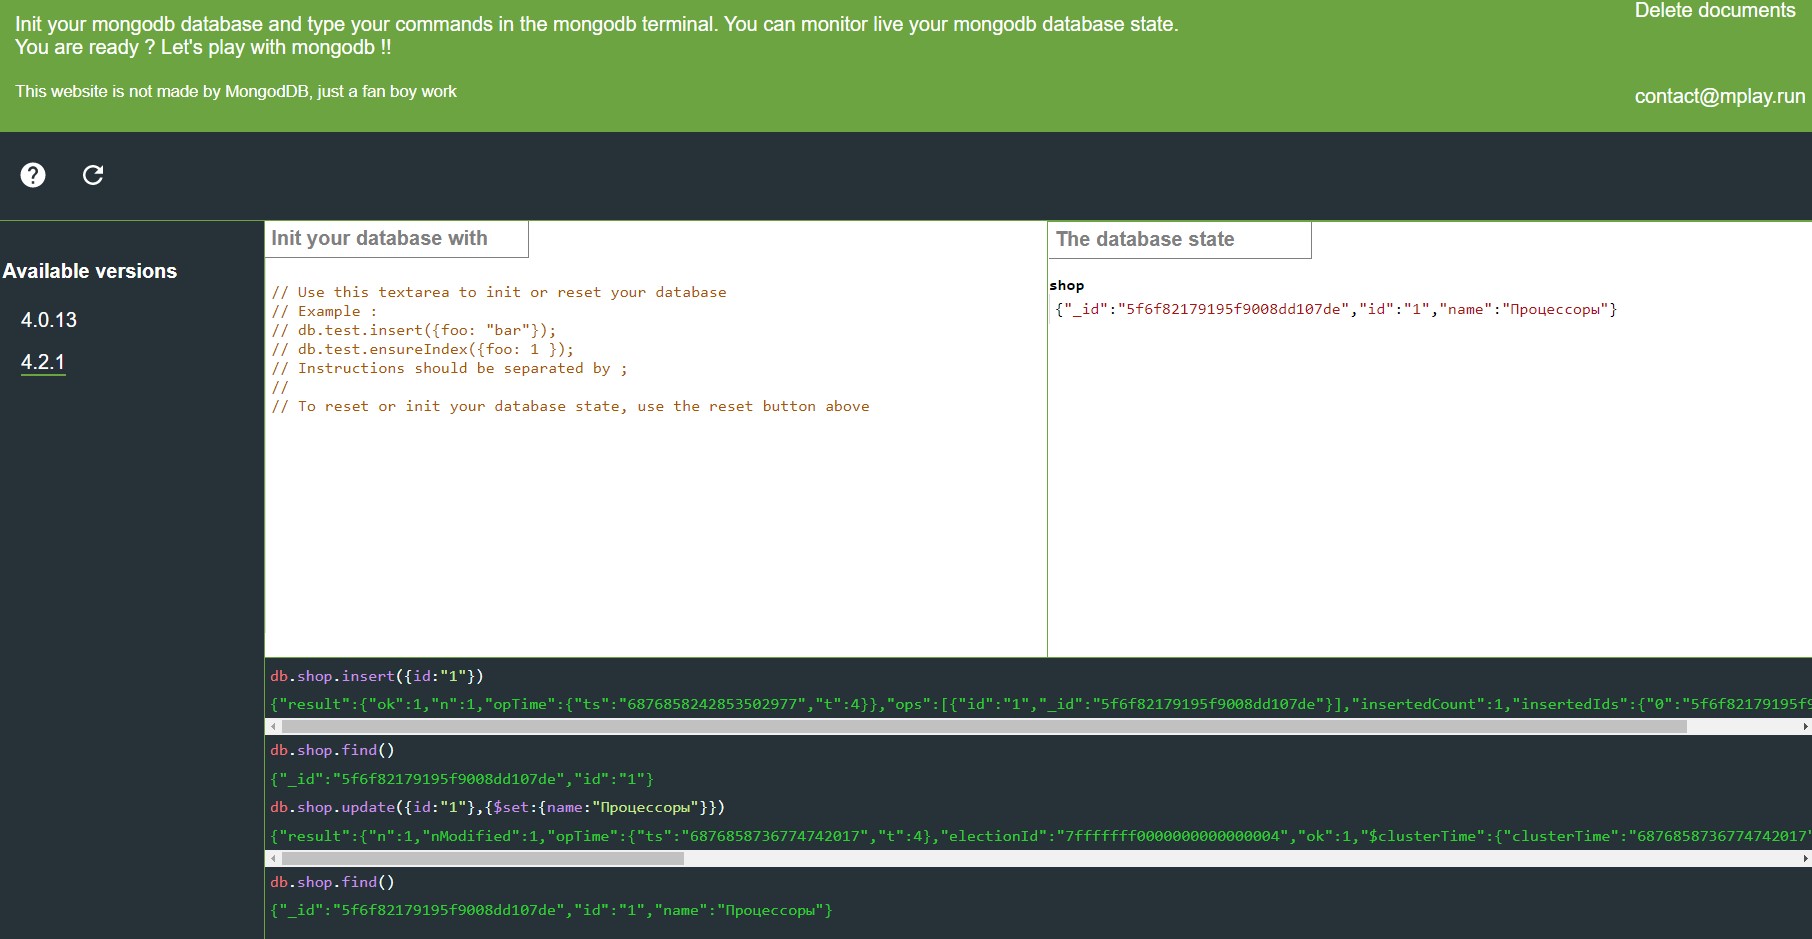 Init your mongodb database and type your commands in the mongodb terminal. You can monitor live your mongodb database state.
You are ready ? Let's play with mongodb !!
This website is not made by MongodDB, just a fan boy work
Delete documents
contact@mplay.run
Available versions
4.0.13
4.2.1
Init your database with
// Use this textarea to init or reset your database
// Example :
// db.test.insert({foo: "bar"});
// db.test.ensureIndex({foo: 1 });
// Instructions should be separated by ;
//
// To reset or init your database state, use the reset button above
The database state
shop
{"_id":"5f6f82179195f9008dd107de","id":"1","name":"Процессоры"}
db.shop.insert({id:"1"})
{"result":{"ok":1,"n":1,"opTime":{"ts":"6876858242853502977","t":4}},"ops":[{"id":"1","_id":"5f6f82179195f9008dd107de"}],"insertedCount":1,"insertedIds":{"0":"5f6f82179195f9
db.shop.find()
{"_id":"5f6f82179195f9008dd107de","id":"1"}
db.shop.update({id:"1"},{$set:{name:"Процессоры"}})
{"result":{"n":1,"nModified":1,"opTime":{"ts":"6876858736774742017","t":4},"electionId":"7fffffff0000000000000004","ok":1,"$clusterTime":{"clusterTime":"6876858736774742017"
db.shop.find()
{"_id":"5f6f82179195f9008dd107de","id":"1","name":"Процессоры"}